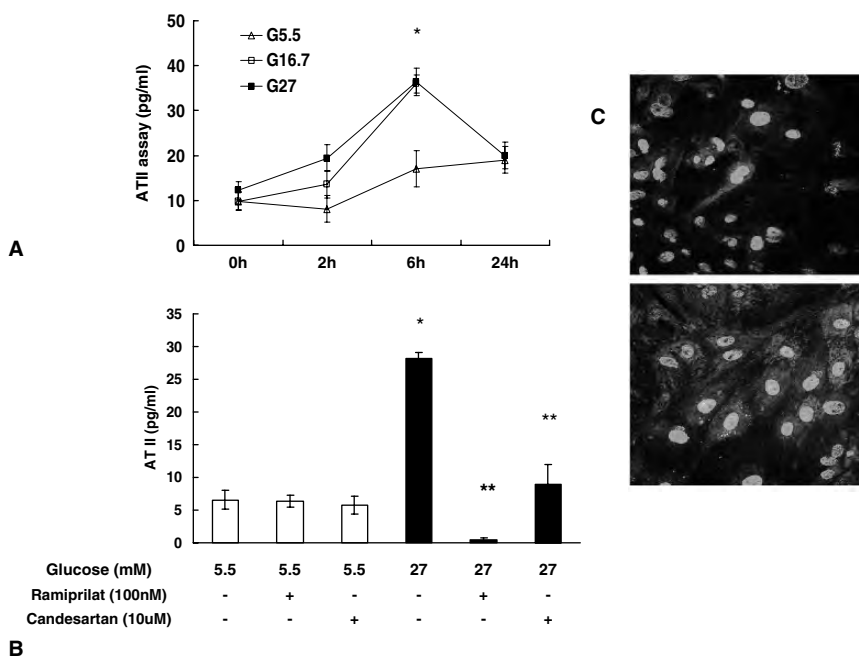 50
G5.5
*
G16.7
40
G27
30
20
10
0
ATII assay (pg/ml)
0h 2h 6h 24h
A
35
*
30
25
20
**
15
10
**
5
0
AT II (pg/ml)
Glucose (mM) 5.5 5.5 5.5 27 27 27
Ramiprilat (100nM) - + - - + -
Candesartan (10uM) - - + - - +
B
C